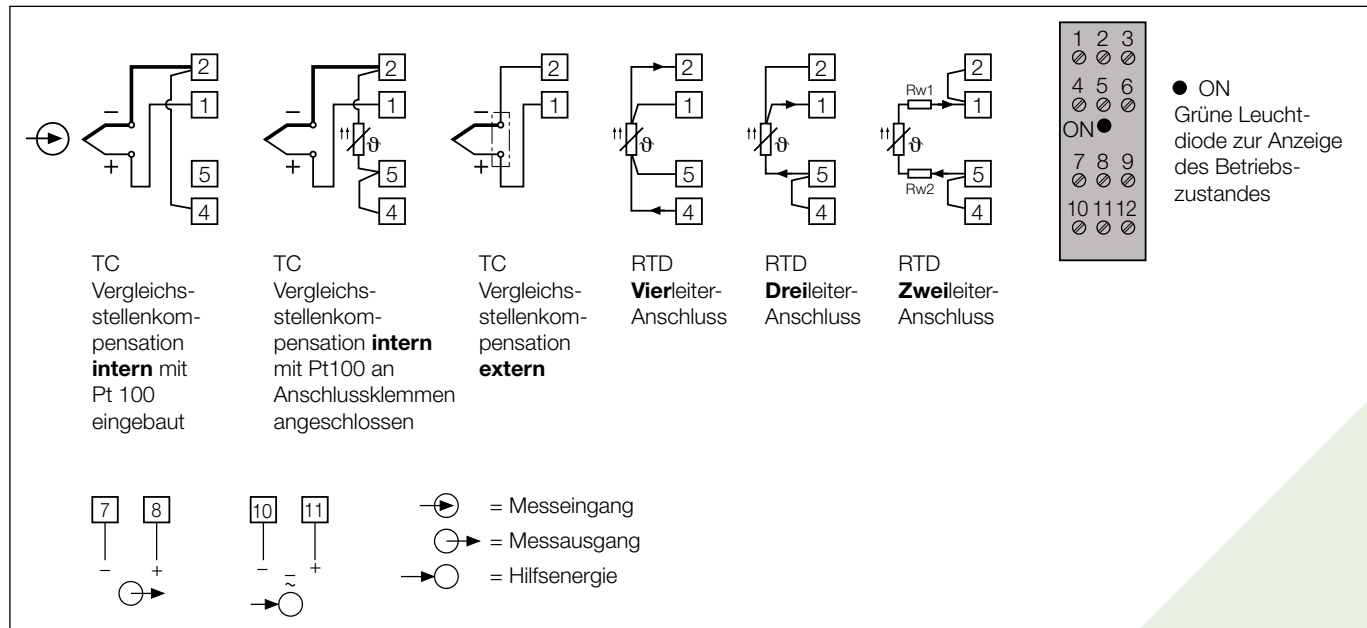 2
1
5
4
−
+
TC
Vergleichs-
stellenkom-
pensation
intern mit
Pt 100
eingebaut
2
1
5
4
−
+
ϑ
TC
Vergleichs-
stellenkom-
pensation intern
mit Pt100 an
Anschlussklemmen
angeschlossen
2
1
5
4
−
+
TC
Vergleichs-
stellenkom-
pensation
extern
2
1
5
4
ϑ
RTD
Vierleiter-
Anschluss
2
1
5
4
ϑ
RTD
Dreileiter-
Anschluss
2
1
5
4
Rw1
ϑ
Rw2
RTD
Zweileiter-
Anschluss
1 2 3
4 5 6
ON
7 8 9
10 11 12
ON
Grüne Leucht-
diode zur Anzeige
des Betriebs-
zustandes
7 8
− +
10 11
− +
= Messeingang
= Messausgang
= Hilfsenergie